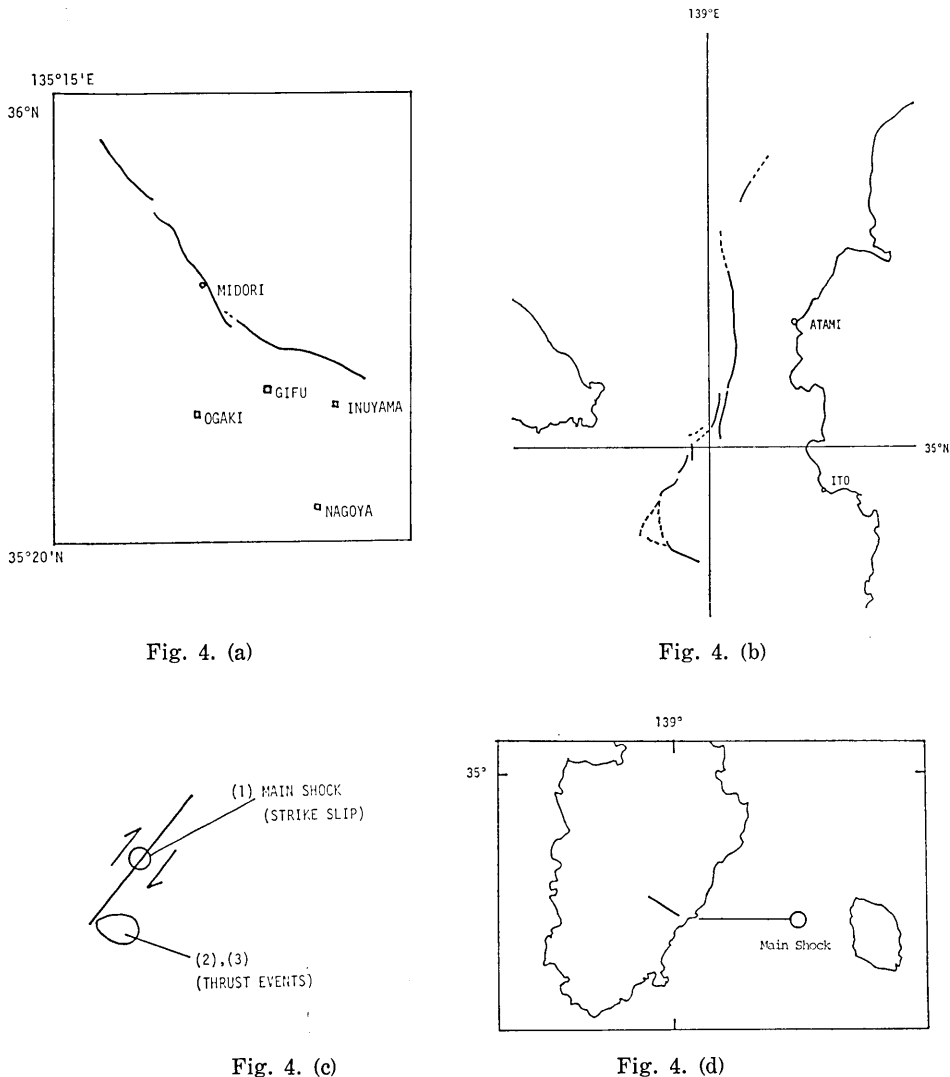 135°15'E
36°N
MIDORI
GIFU
INUYAMA
OGAKI
NAGOYA
35°20'N
Fig. 4. (a)
139°E
ATAMI
35°N
ITO
Fig. 4. (b)
(1) MAIN SHOCK
(STRIKE SLIP)
(2),(3)
(THRUST EVENTS)
Fig. 4. (c)
139°
35°
Main Shock
Fig. 4. (d)